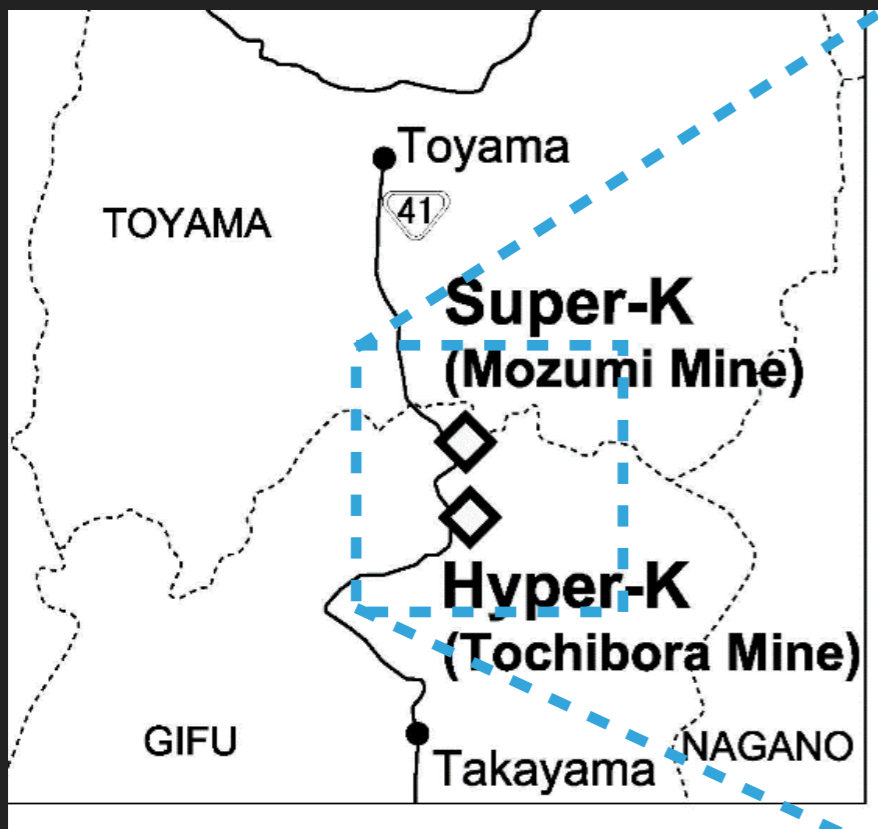 Toyama
41
TOYAMA
Super-K
(Mozumi Mine)
Hyper-K
(Tochibora Mine)
GIFU
NAGANO
Takayama